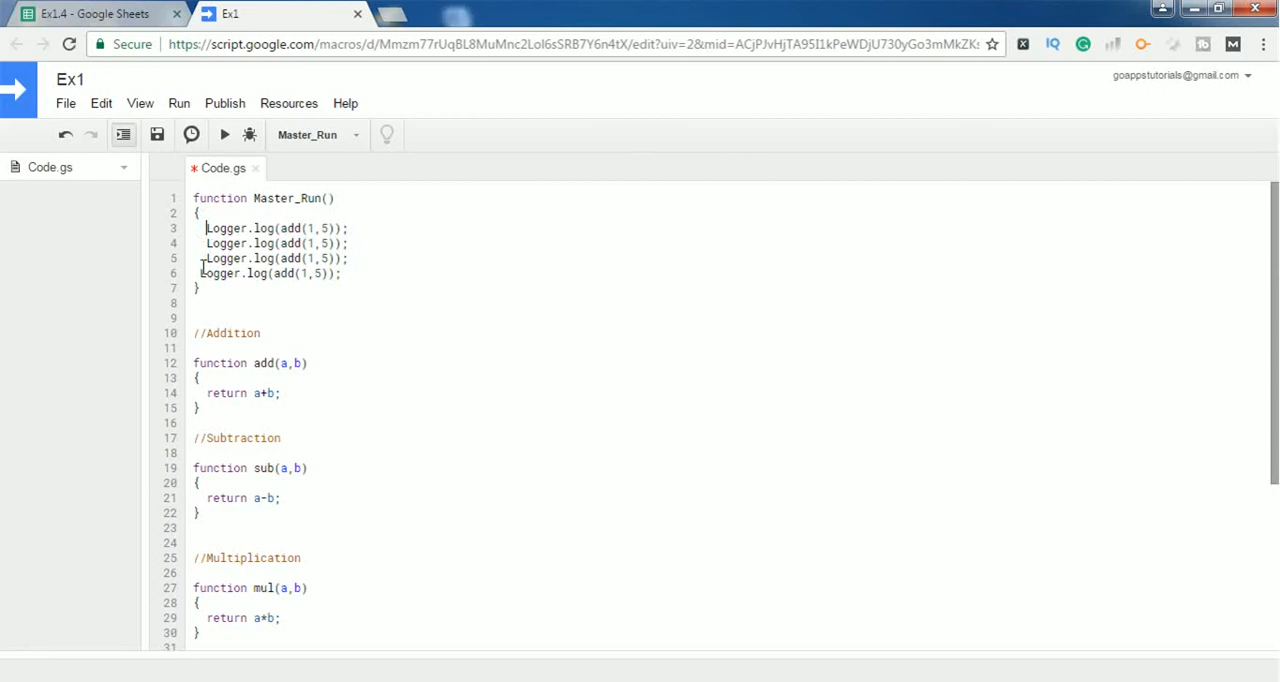 Ex1.4 - Google Sheets
Ex1
Secure
https://script.google.com/macros/d/Mmzm77rUqBL8MuMnc2Lol6sSRB7Y6n4tX/edit?uiv=2&mid=ACjPJvHjTA95I1kPeWDjU730yGo3mMkZK
Ex1
goappstutorials@gmail.com
File Edit View Run Publish Resources Help
Master_Run
Code.gs
* Code.gs
1 function Master_Run()
2 {
3 Logger.log(add(1,5));
4 Logger.log(add(1,5));
5 Logger.log(add(1,5));
6 Logger.log(add(1,5));
7 }
8
9
10 //Addition
11
12 function add(a,b)
13 {
14 return a+b;
15 }
16
17 //Subtraction
18
19 function sub(a,b)
20 {
21 return a-b;
22 }
23
24
25 //Multiplication
26
27 function mul(a,b)
28 {
29 return a*b;
30 }
31